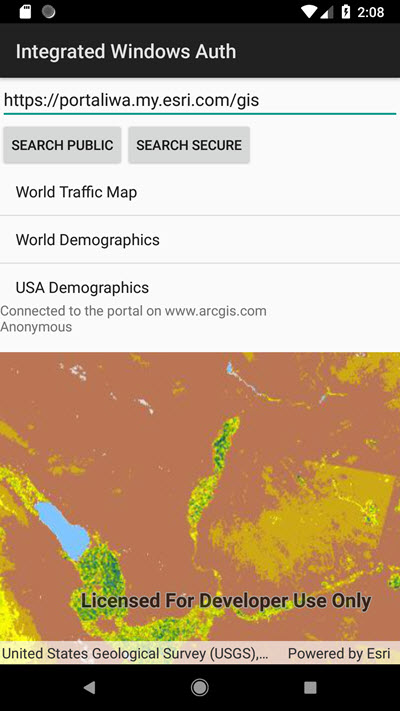 2:08
Integrated Windows Auth
https://portaliwa.my.esri.com/gis
SEARCH PUBLIC SEARCH SECURE
World Traffic Map
World Demographics
USA Demographics
Connected to the portal on www.arcgis.com
Anonymous
Licensed For Developer Use Only
United States Geological Survey (USGS),... Powered by Esri